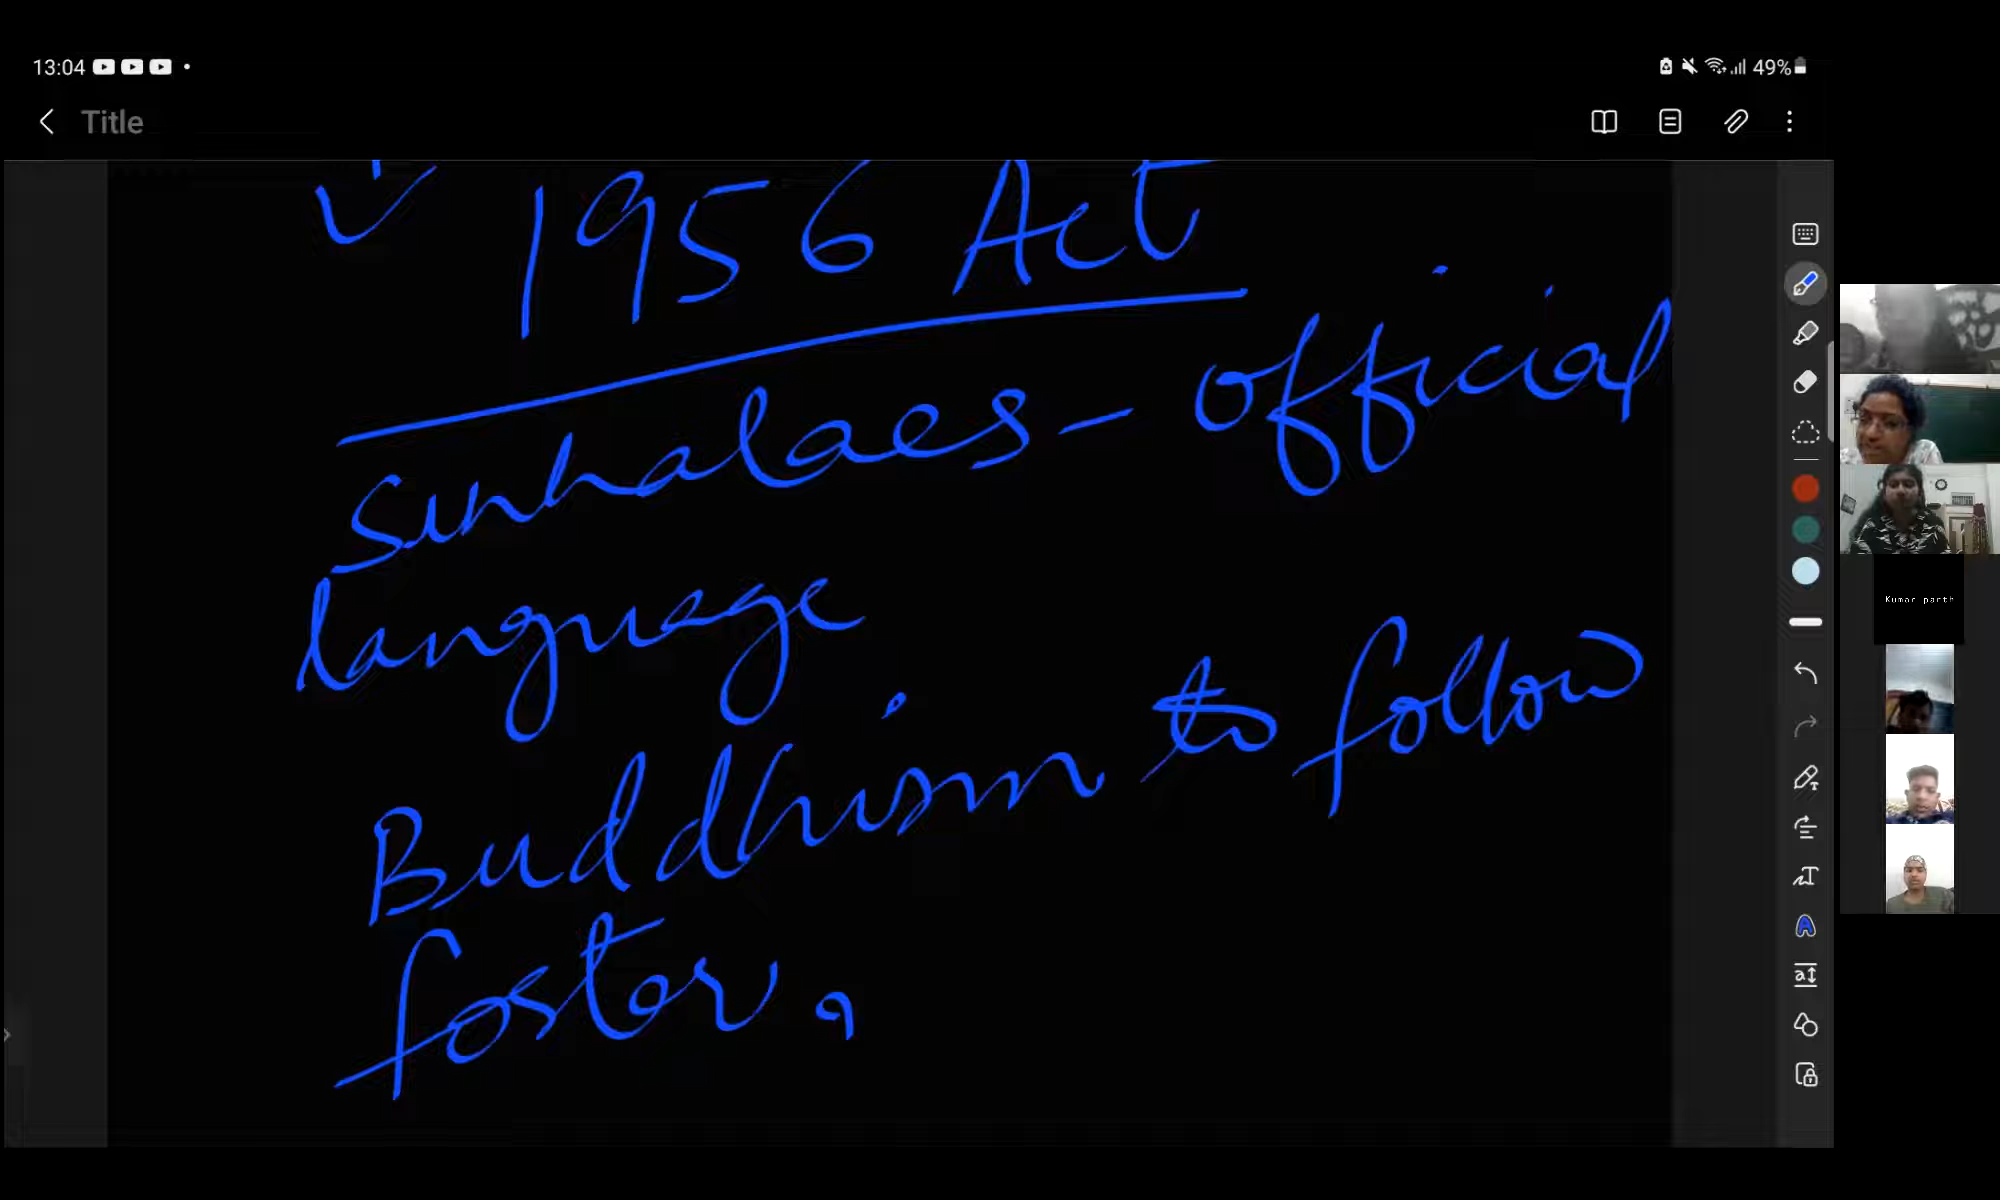 13:04 49%
Title
1956 Act
Sinhalaes - official
language
Buddhism to follow
foster,
Kumar parth